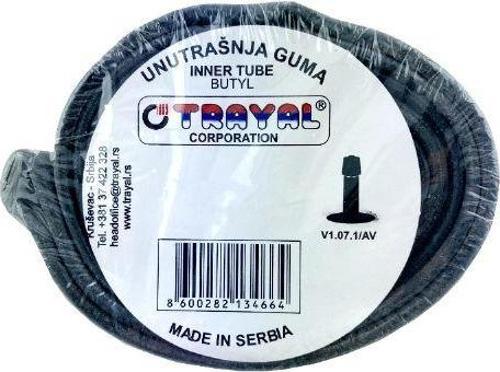 UNUTRAŠNJA GUMA
INNER TUBE
BUTYL
TRAYAL®
CORPORATION
Kruševac - Srbija
Tel. +381 37 422 328
headoffice@trayal.rs
www.trayal.rs
V1.07.1/AV
8 600282 134664
MADE IN SERBIA